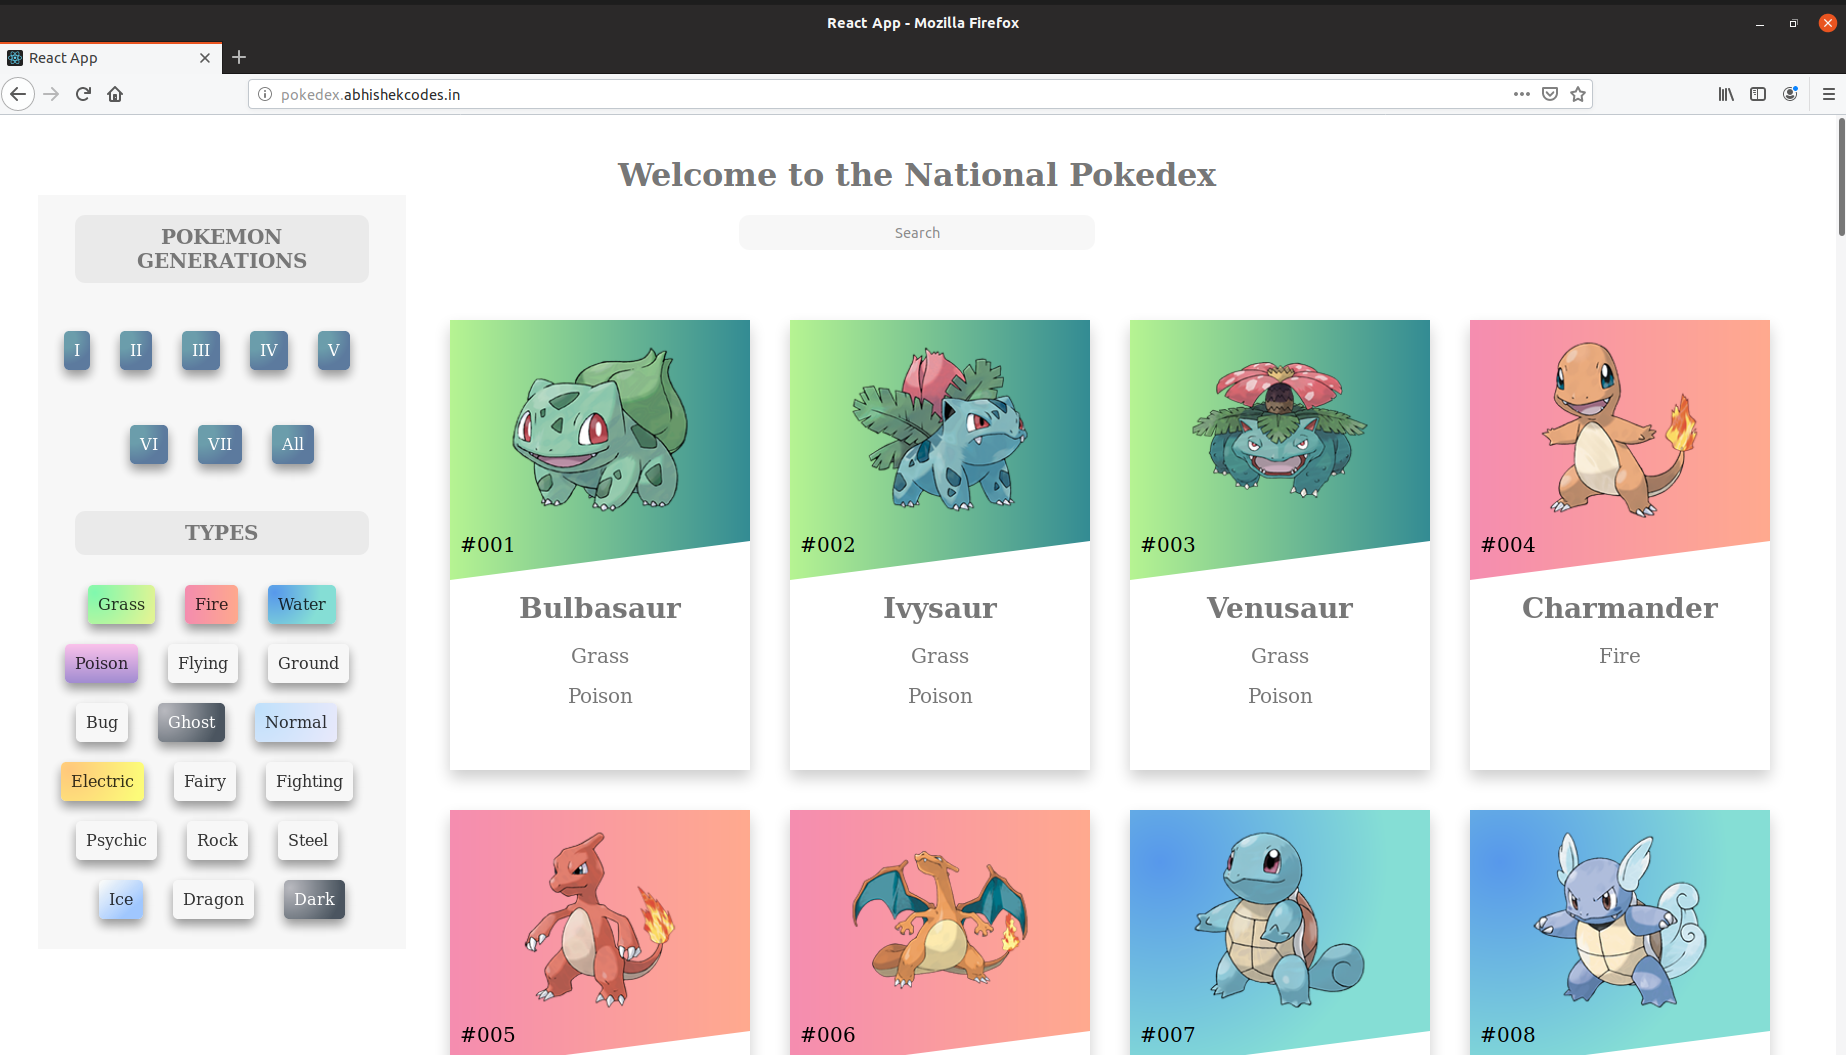 React App - Mozilla Firefox
React App
pokedex.abhishekcodes.in
Welcome to the National Pokedex
Search
POKEMON
GENERATIONS
I II III IV V
VI VII All
TYPES
Grass Fire Water
Poison Flying Ground
Bug Ghost Normal
Electric Fairy Fighting
Psychic Rock Steel
Ice Dragon Dark
#001
Bulbasaur
Grass
Poison
#002
Ivysaur
Grass
Poison
#003
Venusaur
Grass
Poison
#004
Charmander
Fire
#005
#006
#007
#008